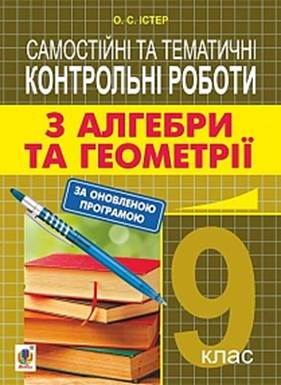 О. С. ІСТЕР
САМОСТІЙНІ ТА ТЕМАТИЧНІ
КОНТРОЛЬНІ РОБОТИ
З АЛГЕБРИ
ТА ГЕОМЕТРІЇ
ЗА ОНОВЛЕНОЮ
ПРОГРАМОЮ
9
клас